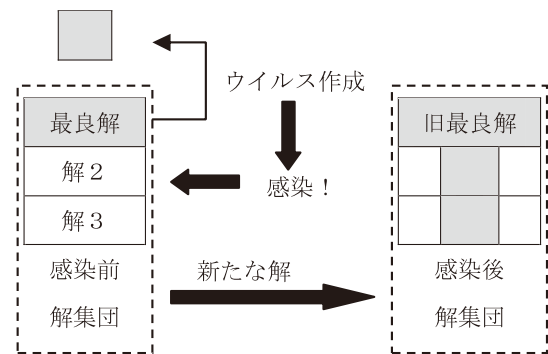 ウイルス作成
最良解
解２
解３
感染前
解集団
感染！
新たな解
旧最良解
感染後
解集団